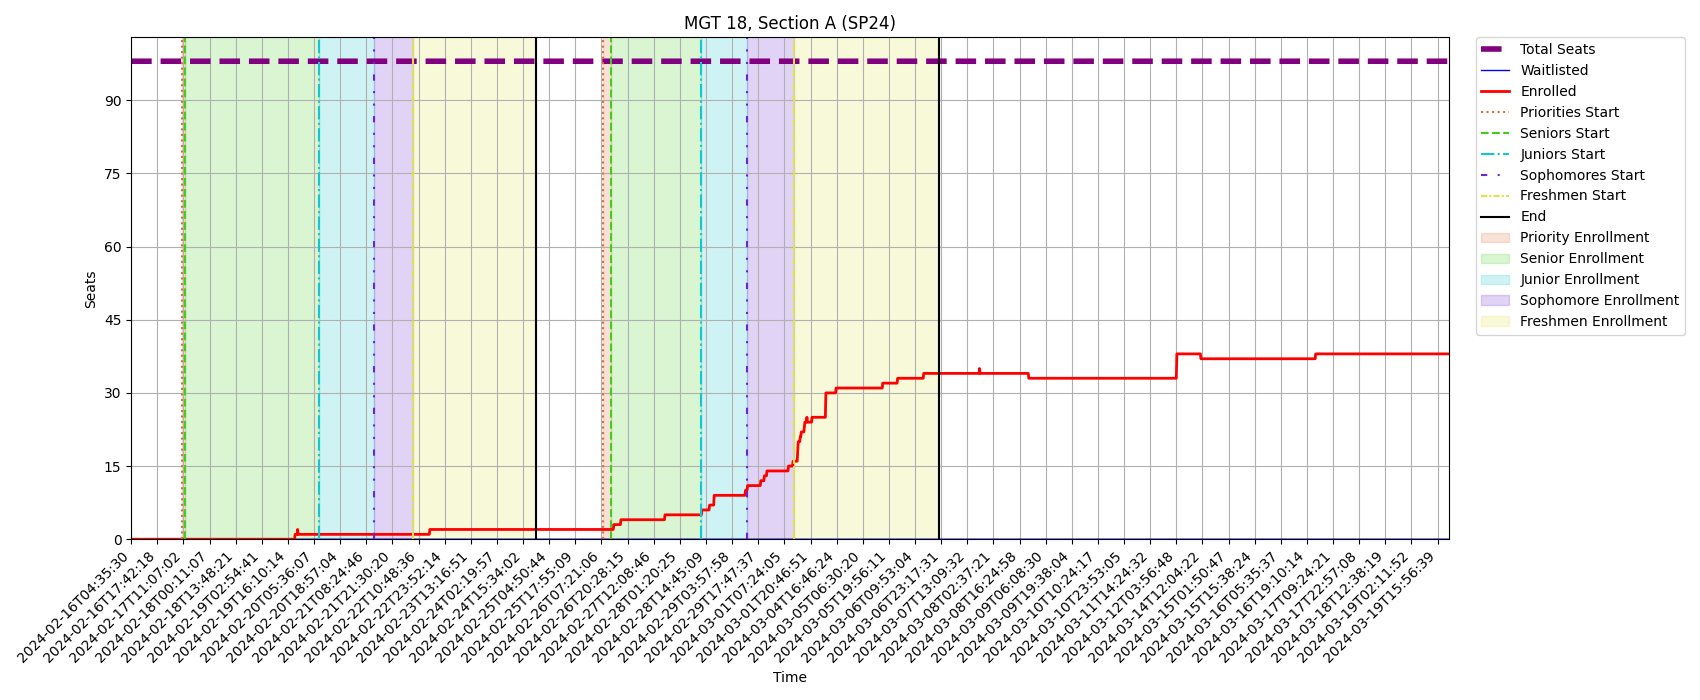 MGT 18, Section A (SP24)
Total Seats
Waitlisted
Enrolled
Priorities Start
Seniors Start
Juniors Start
Sophomores Start
Freshmen Start
End
Priority Enrollment
Senior Enrollment
Junior Enrollment
Sophomore Enrollment
Freshmen Enrollment
Seats
90
75
60
45
30
15
0
2024-02-16T04:35:30
2024-02-16T17:42:18
2024-02-17T11:07:02
2024-02-18T00:11:07
2024-02-18T13:48:21
2024-02-19T02:54:41
2024-02-19T16:10:14
2024-02-20T05:36:07
2024-02-20T18:57:04
2024-02-21T08:24:46
2024-02-21T21:30:20
2024-02-22T10:48:36
2024-02-22T23:52:14
2024-02-23T13:16:51
2024-02-24T02:19:57
2024-02-24T15:34:02
2024-02-25T04:50:44
2024-02-25T17:55:09
2024-02-26T07:21:06
2024-02-26T20:28:15
2024-02-27T12:08:46
2024-02-28T01:20:25
2024-02-28T14:45:09
2024-02-29T03:57:58
2024-02-29T17:47:37
2024-03-01T07:24:05
2024-03-01T20:46:51
2024-03-04T16:46:24
2024-03-05T06:30:20
2024-03-05T19:56:11
2024-03-06T09:53:04
2024-03-06T23:17:31
2024-03-07T13:09:32
2024-03-08T02:37:21
2024-03-08T16:24:58
2024-03-09T06:08:30
2024-03-09T19:38:04
2024-03-10T10:24:17
2024-03-10T23:53:05
2024-03-11T14:24:32
2024-03-12T03:56:48
2024-03-14T12:04:22
2024-03-15T01:50:47
2024-03-15T15:38:24
2024-03-16T05:35:37
2024-03-16T19:10:14
2024-03-17T09:24:21
2024-03-17T22:57:08
2024-03-18T12:38:19
2024-03-19T02:11:52
2024-03-19T15:56:39
Time